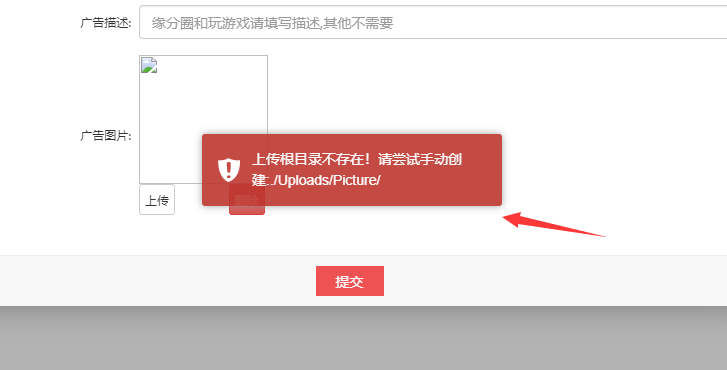 广告描述:
缘分圈和玩游戏请填写描述,其他不需要
广告图片:
上传根目录不存在！请尝试手动创
建:./Uploads/Picture/
上传
提交